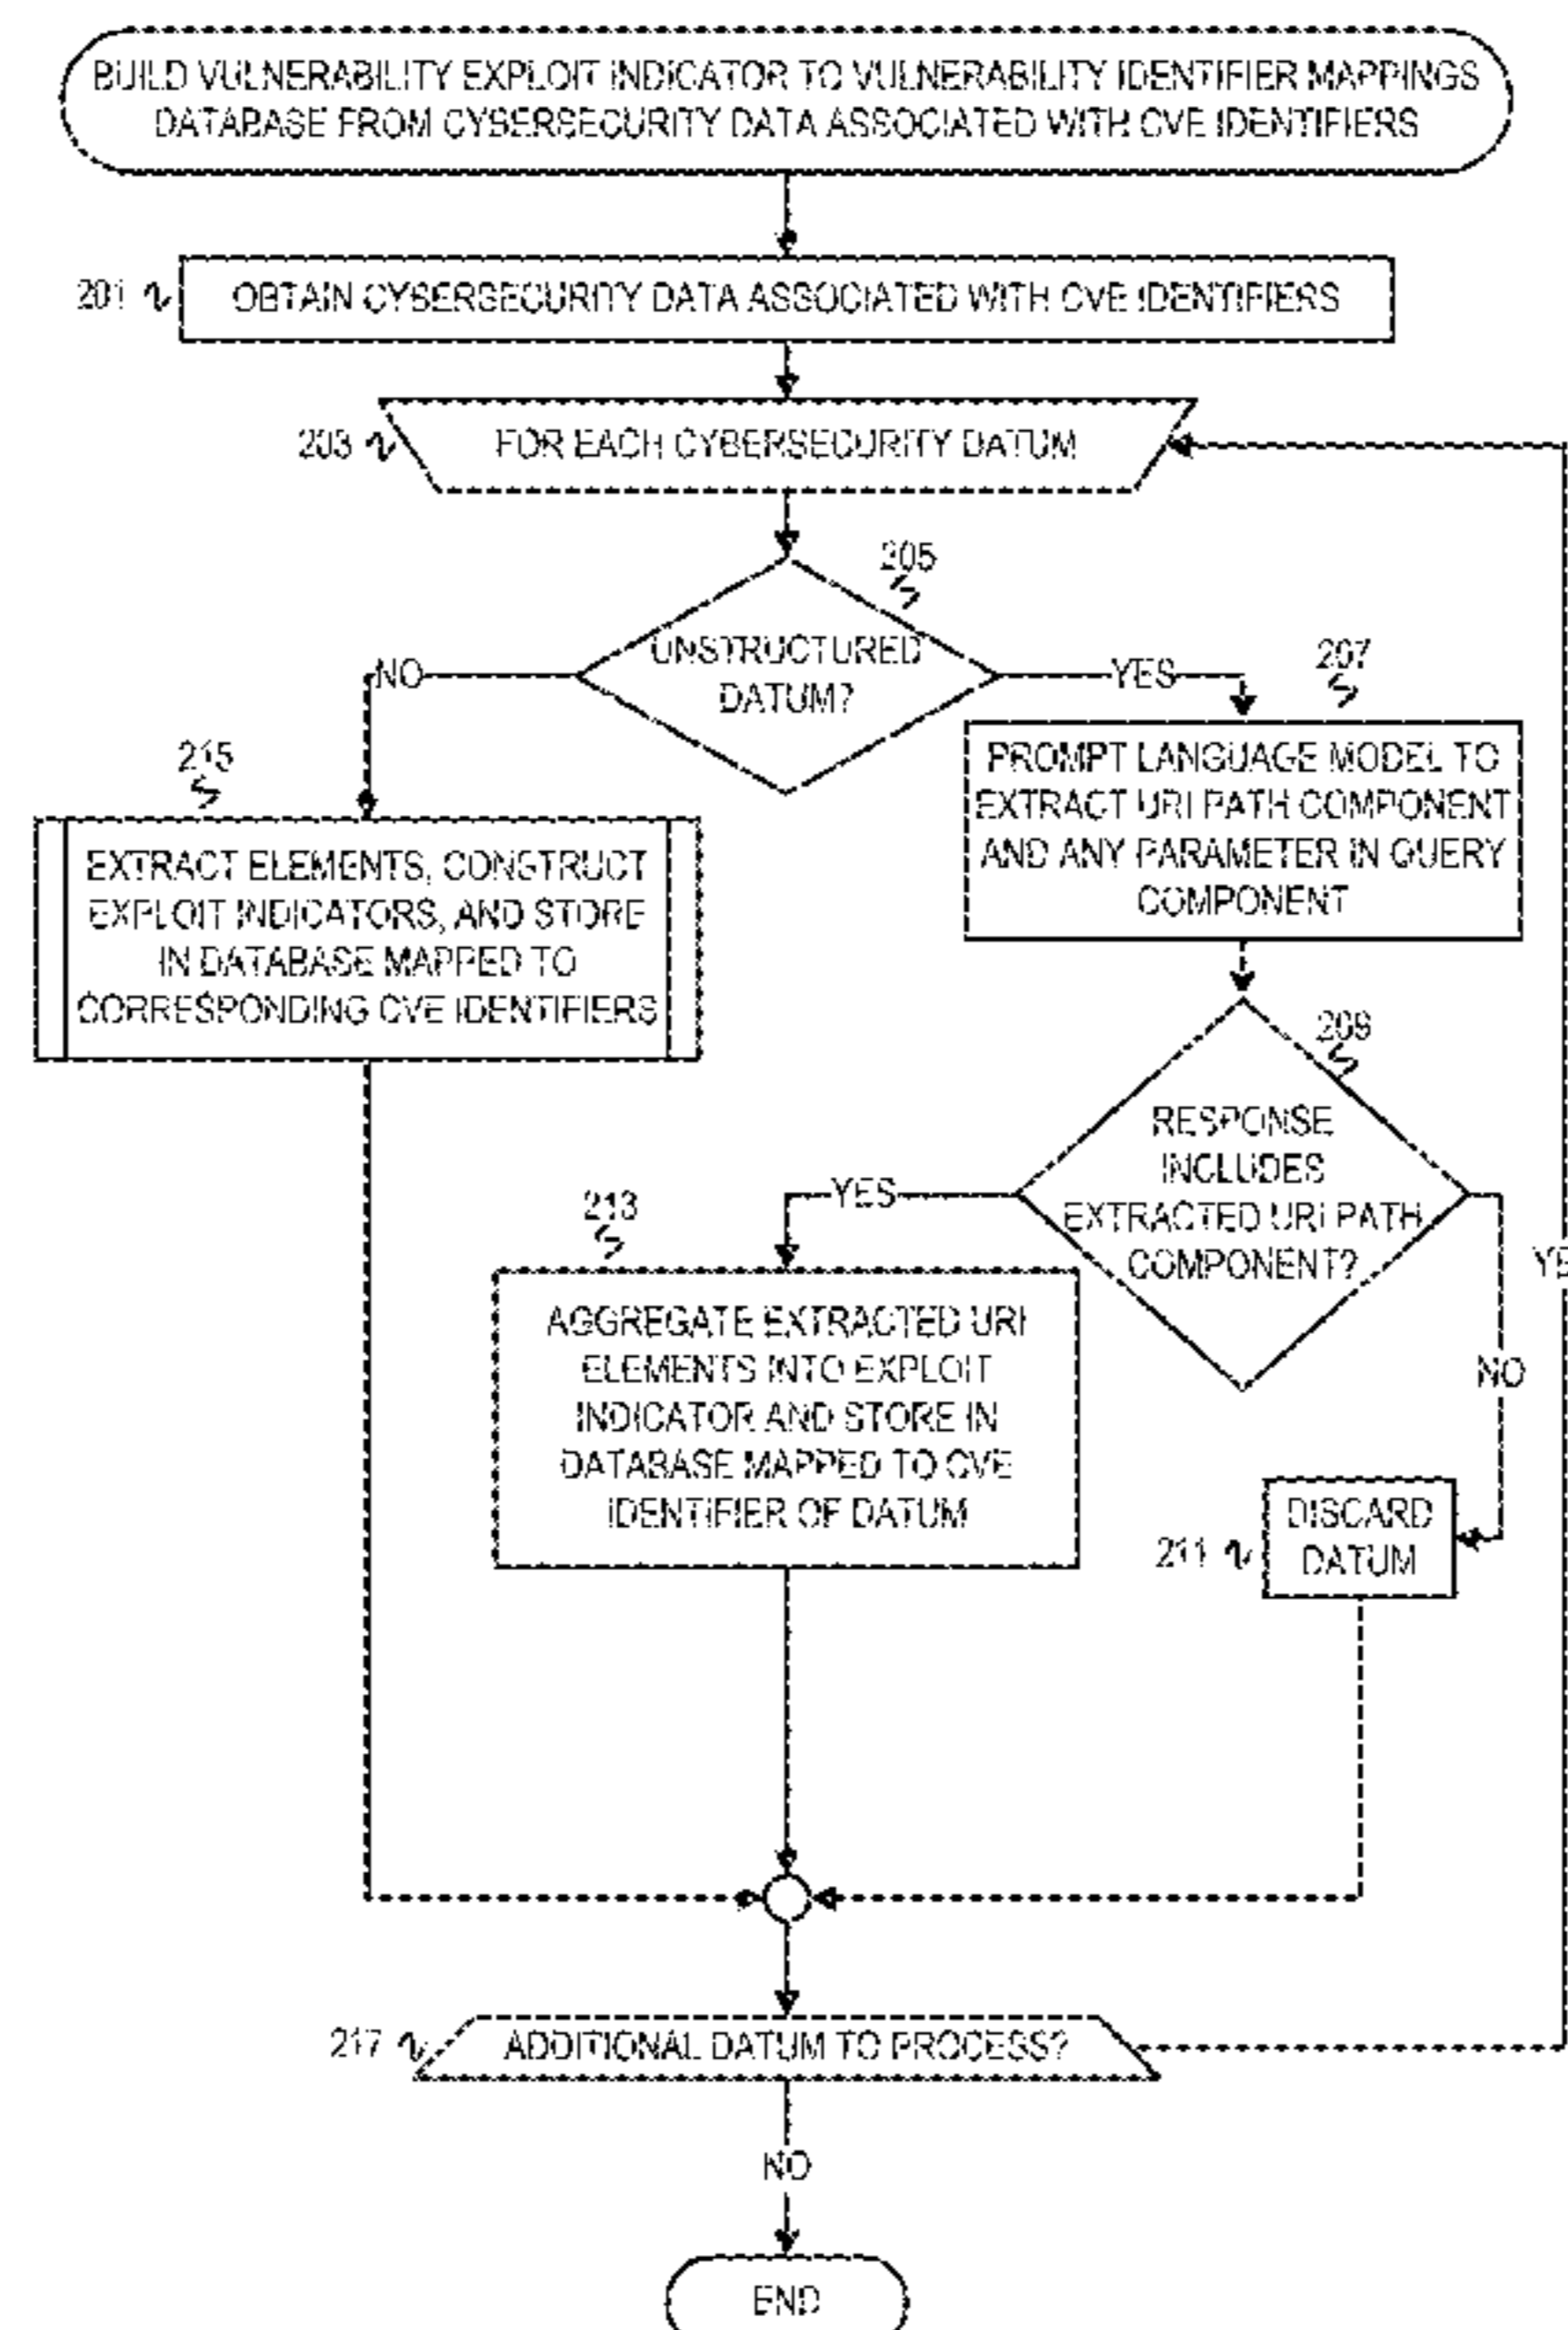 BUILD VULNERABILITY EXPLOIT INDICATOR TO VULNERABILITY IDENTIFIER MAPPINGS
DATABASE FROM CYBERSECURITY DATA ASSOCIATED WITH CVE IDENTIFIERS
201
OBTAIN CYBERSECURITY DATA ASSOCIATED WITH CVE IDENTIFIERS
203
FOR EACH CYBERSECURITY DATUM
205
UNSTRUCTURED
DATUM?
NO
YES
207
PROMPT LANGUAGE MODEL TO
EXTRACT URI PATH COMPONENT
AND ANY PARAMETER IN QUERY
COMPONENT
215
EXTRACT ELEMENTS, CONSTRUCT
EXPLOIT INDICATORS, AND STORE
IN DATABASE MAPPED TO
CORRESPONDING CVE IDENTIFIERS
209
RESPONSE
INCLUDES
EXTRACTED URI PATH
COMPONENT?
YES
NO
YE
213
AGGREGATE EXTRACTED URI
ELEMENTS INTO EXPLOIT
INDICATOR AND STORE IN
DATABASE MAPPED TO CVE
IDENTIFIER OF DATUM
211
DISCARD
DATUM
217
ADDITIONAL DATUM TO PROCESS?
NO
END